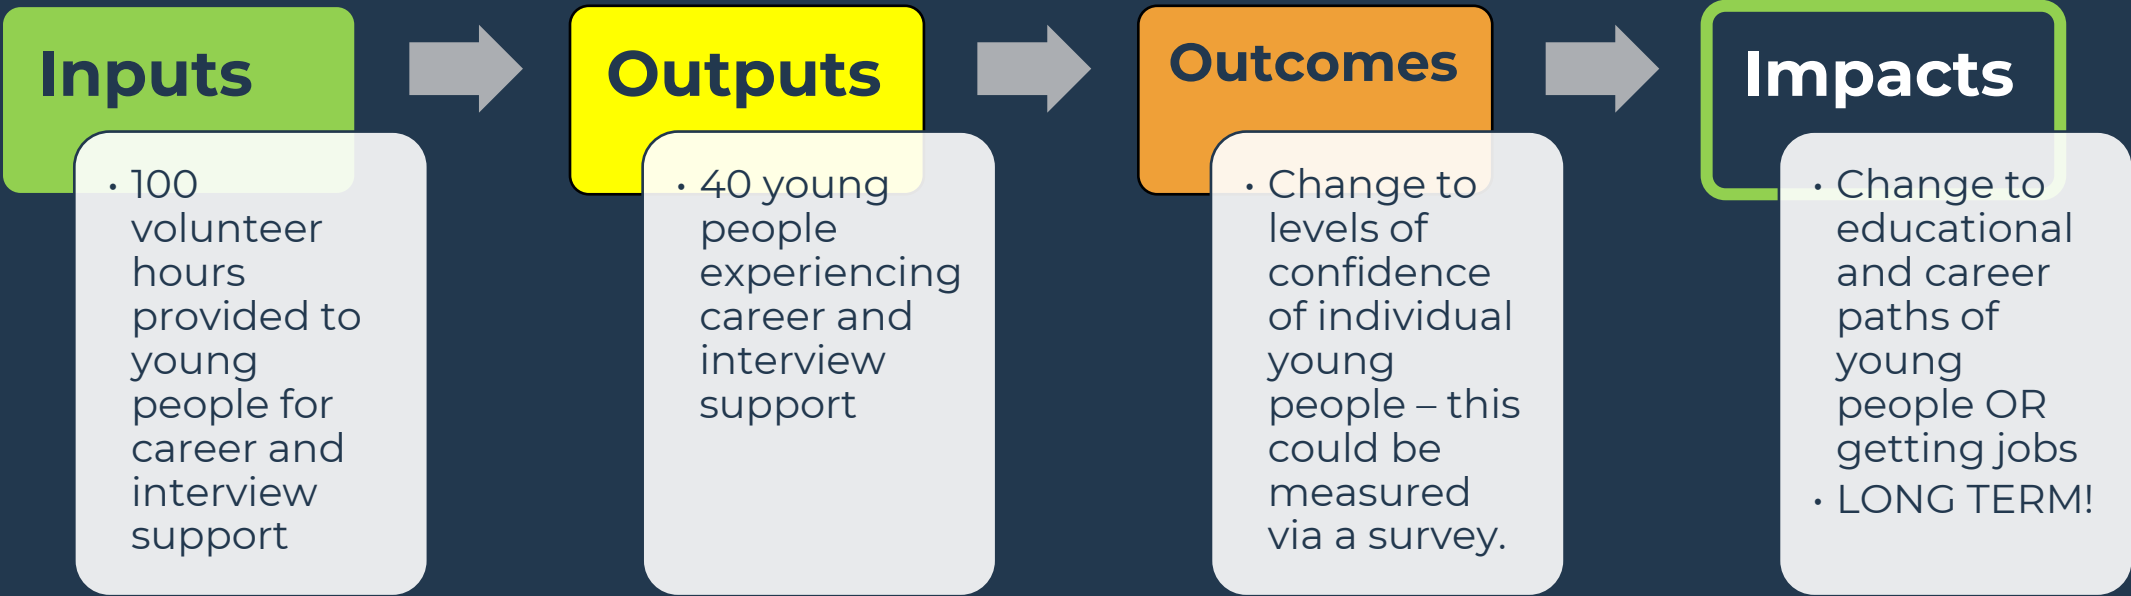 Inputs
• 100
volunteer
hours
provided to
young
people for
career and
interview
support
Outputs
• 40 young
people
experiencing
career and
interview
support
Outcomes
• Change to
levels of
confidence
of individual
young
people – this
could be
measured
via a survey.
Impacts
• Change to
educational
and career
paths of
young
people OR
getting jobs
• LONG TERM!